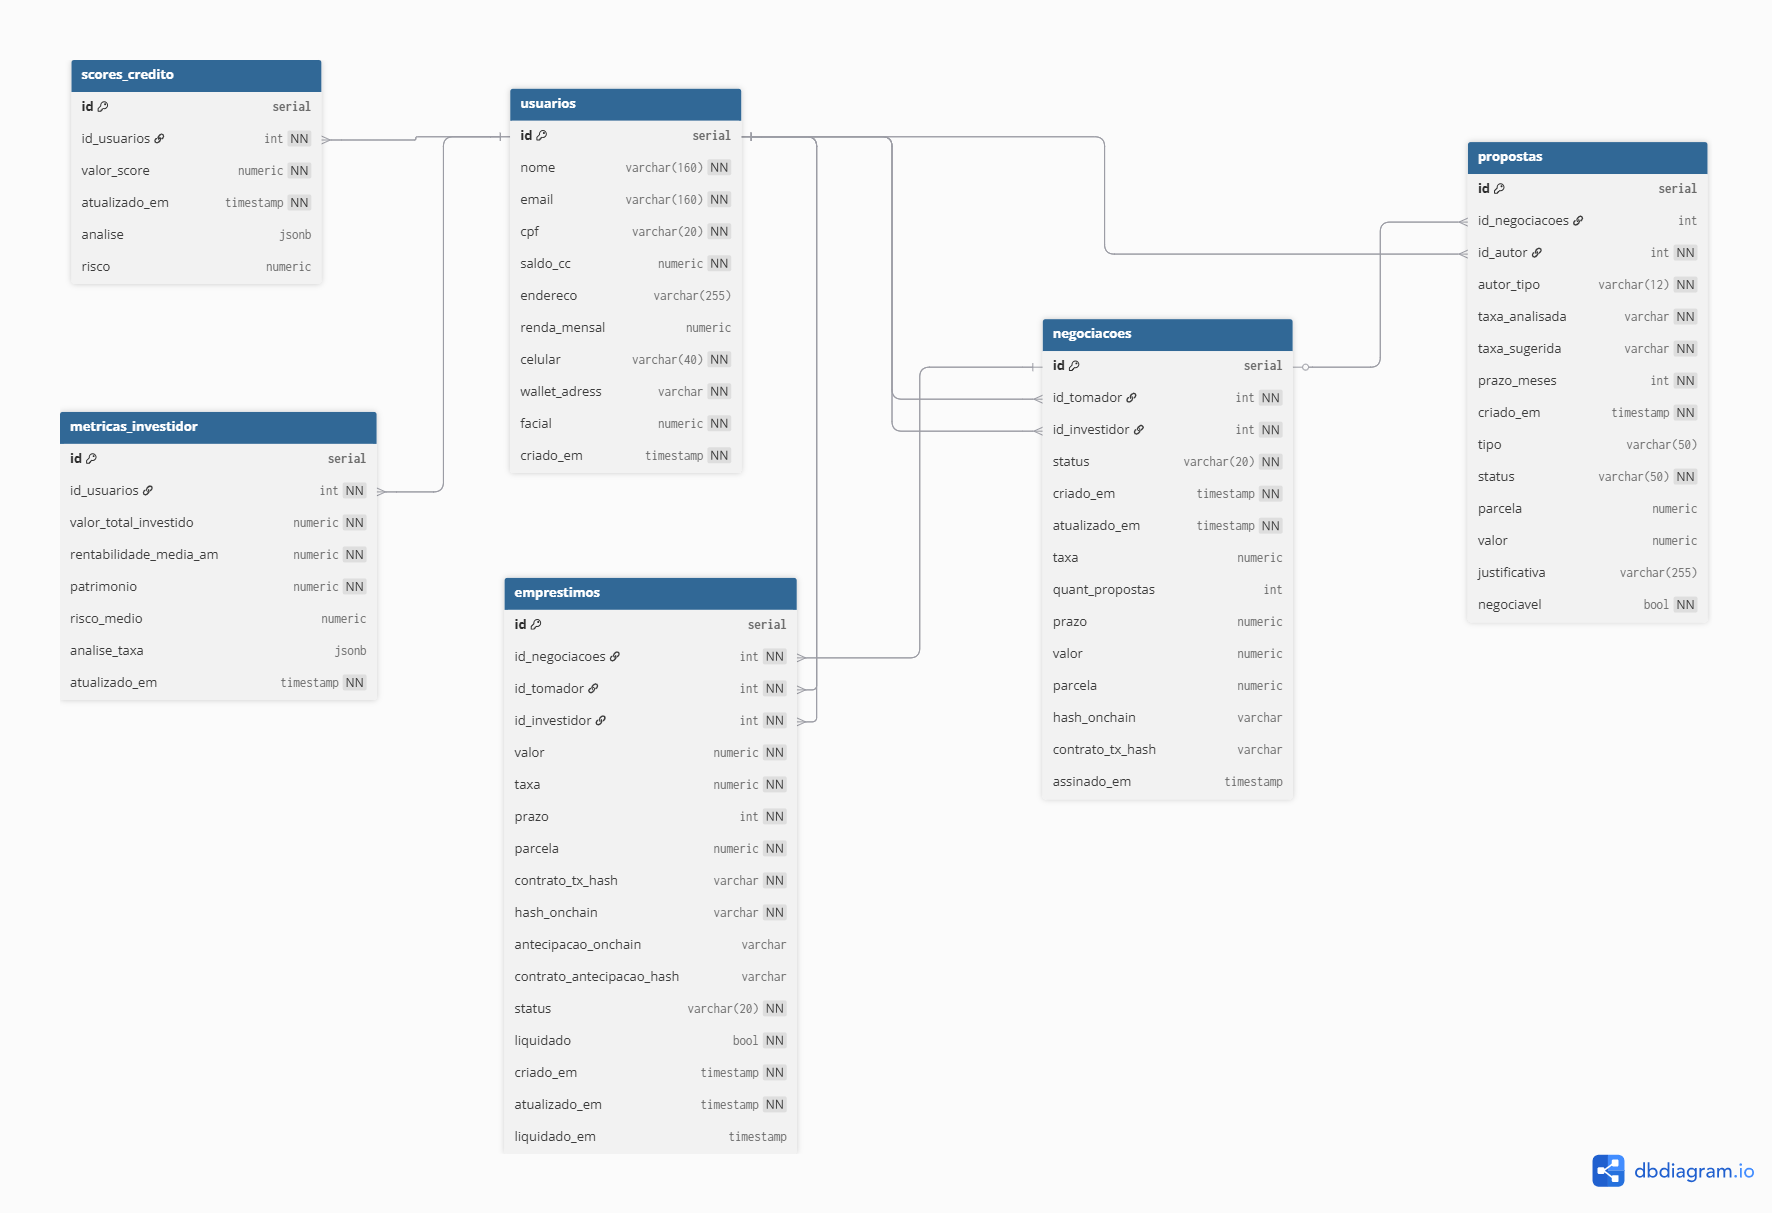 scores_credito
id serial
id_usuarios int NN
valor_score numeric NN
atualizado_em timestamp NN
analise jsonb
risco numeric
usuarios
id serial
nome varchar(160) NN
email varchar(160) NN
cpf varchar(20) NN
saldo_cc numeric NN
endereco varchar(255)
renda_mensal numeric
celular varchar(40) NN
wallet_adress varchar NN
facial numeric NN
criado_em timestamp NN
propostas
id serial
id_negociacoes int
id_autor int NN
autor_tipo varchar(12) NN
taxa_analisada varchar NN
taxa_sugerida varchar NN
prazo_meses int NN
criado_em timestamp NN
tipo varchar(50)
status varchar(50) NN
parcela numeric
valor numeric
justificativa varchar(255)
negociavel bool NN
negociacoes
id serial
id_tomador int NN
id_investidor int NN
status varchar(20) NN
criado_em timestamp NN
atualizado_em timestamp NN
taxa numeric
quant_propostas int
prazo numeric
valor numeric
parcela numeric
hash_onchain varchar
contrato_tx_hash varchar
assinado_em timestamp
metricas_investidor
id serial
id_usuarios int NN
valor_total_investido numeric NN
rentabilidade_media_am numeric NN
patrimonio numeric NN
risco_medio numeric
analise_taxa jsonb
atualizado_em timestamp NN
emprestimos
id serial
id_negociacoes int NN
id_tomador int NN
id_investidor int NN
valor numeric NN
taxa numeric NN
prazo int NN
parcela numeric NN
contrato_tx_hash varchar NN
hash_onchain varchar NN
antecipacao_onchain varchar
contrato_antecipacao_hash varchar
status varchar(20) NN
liquidado bool NN
criado_em timestamp NN
atualizado_em timestamp NN
liquidado_em timestamp
dbdiagram.io